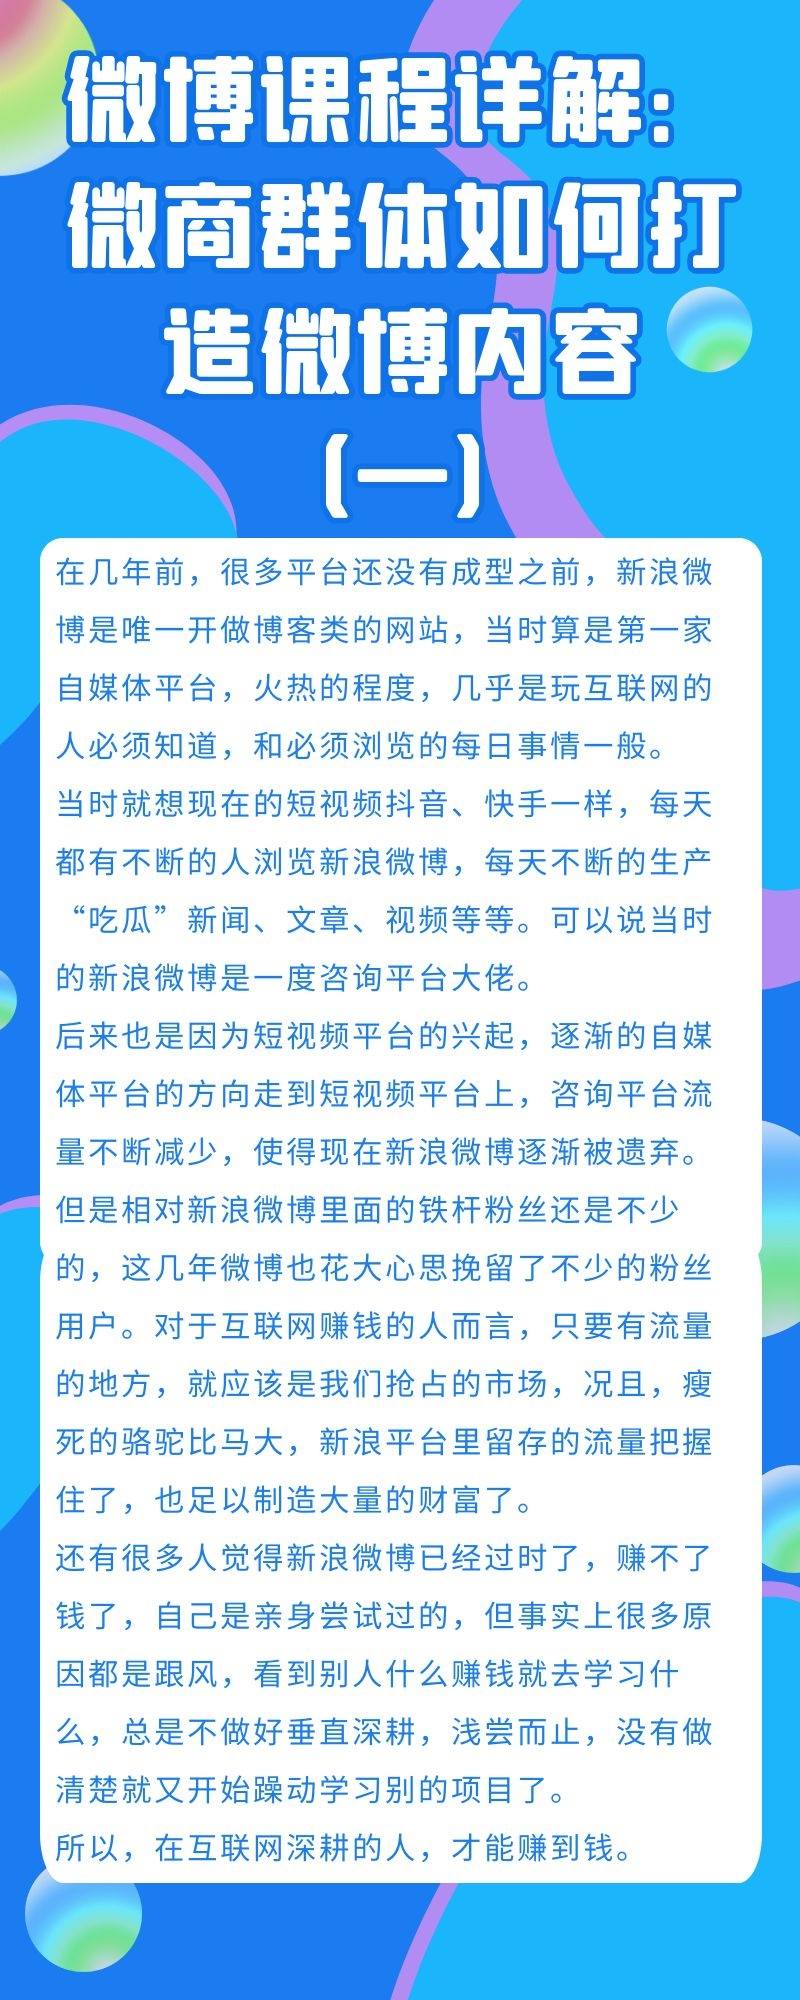 微博课程详解:
微商群体如何打
造微博内容
(一)
在几年前，很多平台还没有成型之前，新浪微
博是唯一开做博客类的网站，当时算是第一家
自媒体平台，火热的程度，几乎是玩互联网的
人必须知道，和必须浏览的每日事情一般。
当时就想现在的短视频抖音、快手一样，每天
都有不断的人浏览新浪微博，每天不断的生产
“吃瓜”新闻、文章、视频等等。可以说当时
的新浪微博是一度咨询平台大佬。
后来也是因为短视频平台的兴起，逐渐的自媒
体平台的方向走到短视频平台上，咨询平台流
量不断减少，使得现在新浪微博逐渐被遗弃。
但是相对新浪微博里面的铁杆粉丝还是不少
的，这几年微博也花大心思挽留了不少的粉丝
用户。对于互联网赚钱的人而言，只要有流量
的地方，就应该是我们抢占的市场，况且，瘦
死的骆驼比马大，新浪平台里留存的流量把握
住了，也足以制造大量的财富了。
还有很多人觉得新浪微博已经过时了，赚不了
钱了，自己是亲身尝试过的，但事实上很多原
因都是跟风，看到别人什么赚钱就去学习什
么，总是不做好垂直深耕，浅尝而止，没有做
清楚就又开始躁动学习别的项目了。
所以，在互联网深耕的人，才能赚到钱。